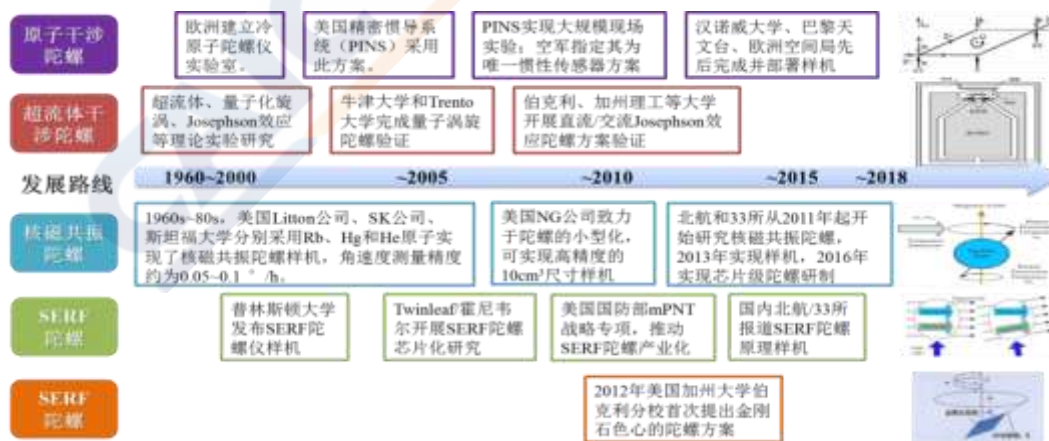 原子干涉
陀螺
欧洲建立冷
原子陀螺仪
实验室。
美国精密惯导系
统（PINS）采用
此方案。
PINS实现大规模现场
实验；空军指定其为
唯一惯性传感器方案
汉诺威大学、巴黎天
文台、欧洲空间局先
后完成并部署样机
超流体干
涉陀螺
超流体、量子化旋
涡、Josephson效应
等理论实验研究
牛津大学和Trento
大学完成量子涡旋
陀螺验证
伯克利、加州理工等大学
开展直流/交流Josephson效
应陀螺方案验证
发展路线
1960~2000
~2005
~2010
~2015
~2018
核磁共振
陀螺
1960s~80s，美国Litton公司、SK公司、
斯坦福大学分别采用Rb、Hg和He原子实
现了核磁共振陀螺样机，角速度测量精度
约为0.05~0.1 °/h。
美国NG公司致力
于陀螺的小型化，
可实现高精度的
10cm³尺寸样机
北航和33所从2011年起开
始研究核磁共振陀螺，
2013年实现样机，2016年
实现芯片级陀螺研制
SERF
陀螺
普林斯顿大学
发布SERF陀
螺仪样机
Twinleaf/霍尼韦
尔开展SERF陀螺
芯片化研究
美国国防部mPNT
战略专项，推动
SERF陀螺产业化
国内北航/33所
报道SERF陀螺
原理样机
SERF
陀螺
2012年美国加州大学伯
克利分校首次提出金刚
石色心的陀螺方案